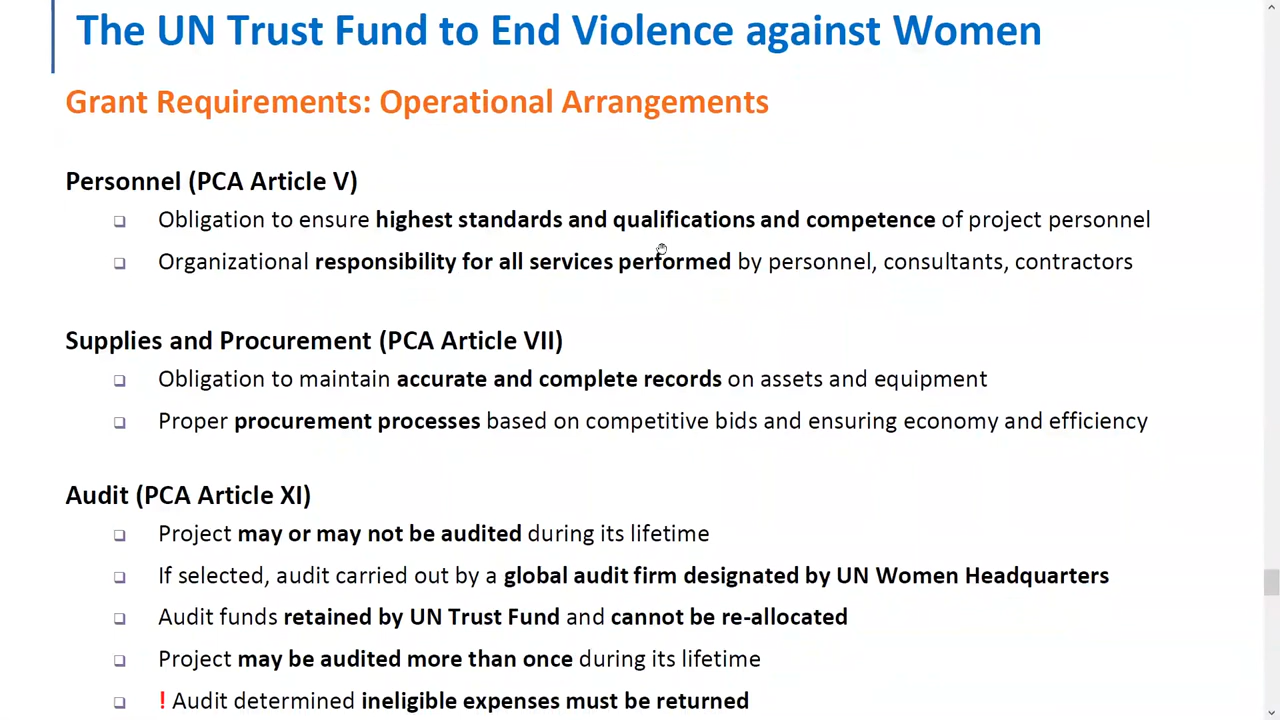 The UN Trust Fund to End Violence against Women
Grant Requirements: Operational Arrangements
Personnel (PCA Article V)
❑ Obligation to ensure highest standards and qualifications and competence of project personnel
❑ Organizational responsibility for all services performed by personnel, consultants, contractors
Supplies and Procurement (PCA Article VII)
❑ Obligation to maintain accurate and complete records on assets and equipment
❑ Proper procurement processes based on competitive bids and ensuring economy and efficiency
Audit (PCA Article XI)
❑ Project may or may not be audited during its lifetime
❑ If selected, audit carried out by a global audit firm designated by UN Women Headquarters
❑ Audit funds retained by UN Trust Fund and cannot be re-allocated
❑ Project may be audited more than once during its lifetime
❑ ! Audit determined ineligible expenses must be returned